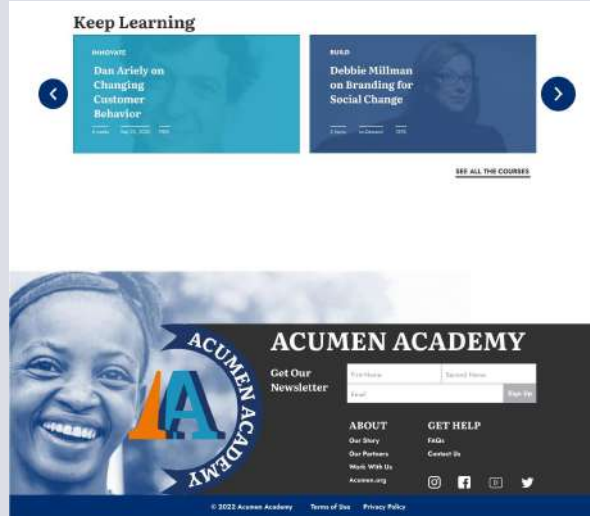 Keep Learning
INNOVATE
Dan Ariely on
Changing
Customer
Behavior
BUILD
Debbie Millman
on Branding for
Social Change
On-Demand
SEE ALL THE COURSES
ACUMEN ACADEMY
ACUMEN ACADEMY
Get Our
Newsletter
First Name
Email
Sign Up
ABOUT
Our Story
Our Partners
Work With Us
Acumen.org
GET HELP
FAQs
Contact Us
© 2022 Acumen Academy Terms of Use Privacy Policy